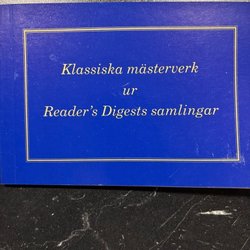 Klassiska mästerverk
ur
Reader's Digests samlingar